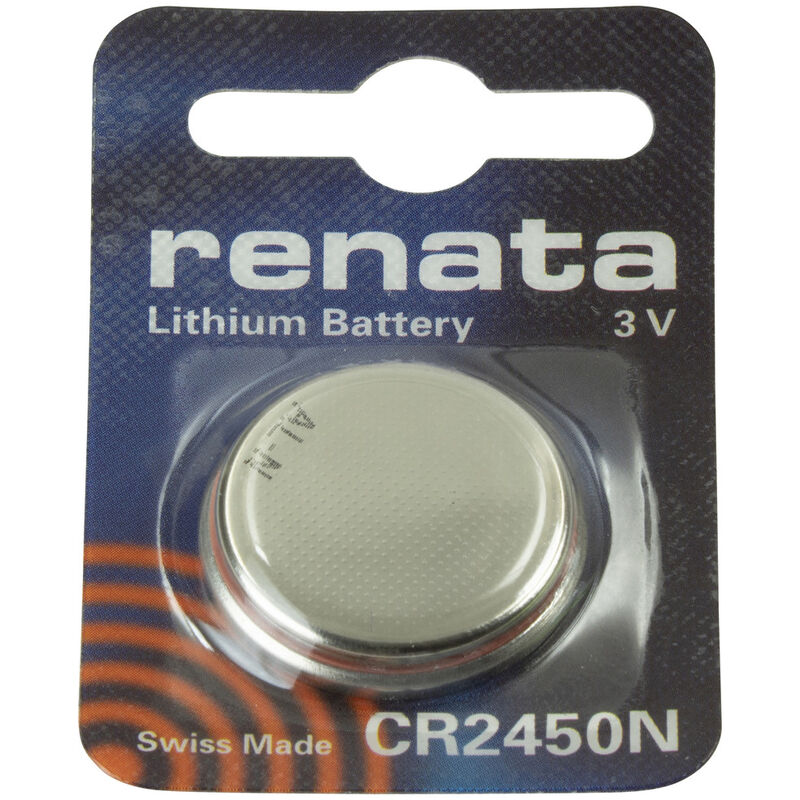 renata
Lithium Battery 3 V
Swiss Made CR2450N